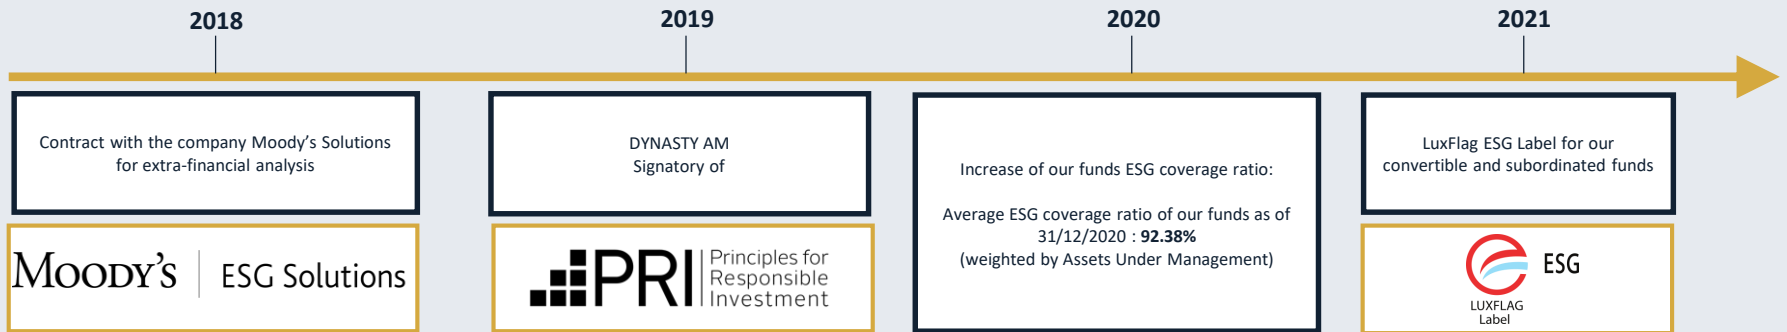 2018
2019
2020
2021
Contract with the company Moody's Solutions
for extra-financial analysis
MOODY'S
ESG Solutions
DYNASTY AM
Signatory of
PRI
Principles for
Responsible
Investment
Increase of our funds ESG coverage ratio:
Average ESG coverage ratio of our funds as of
31/12/2020 : 92.38%
(weighted by Assets Under Management)
LuxFlag ESG Label for our
convertible and subordinated funds
ESG
LUXFLAG
Label